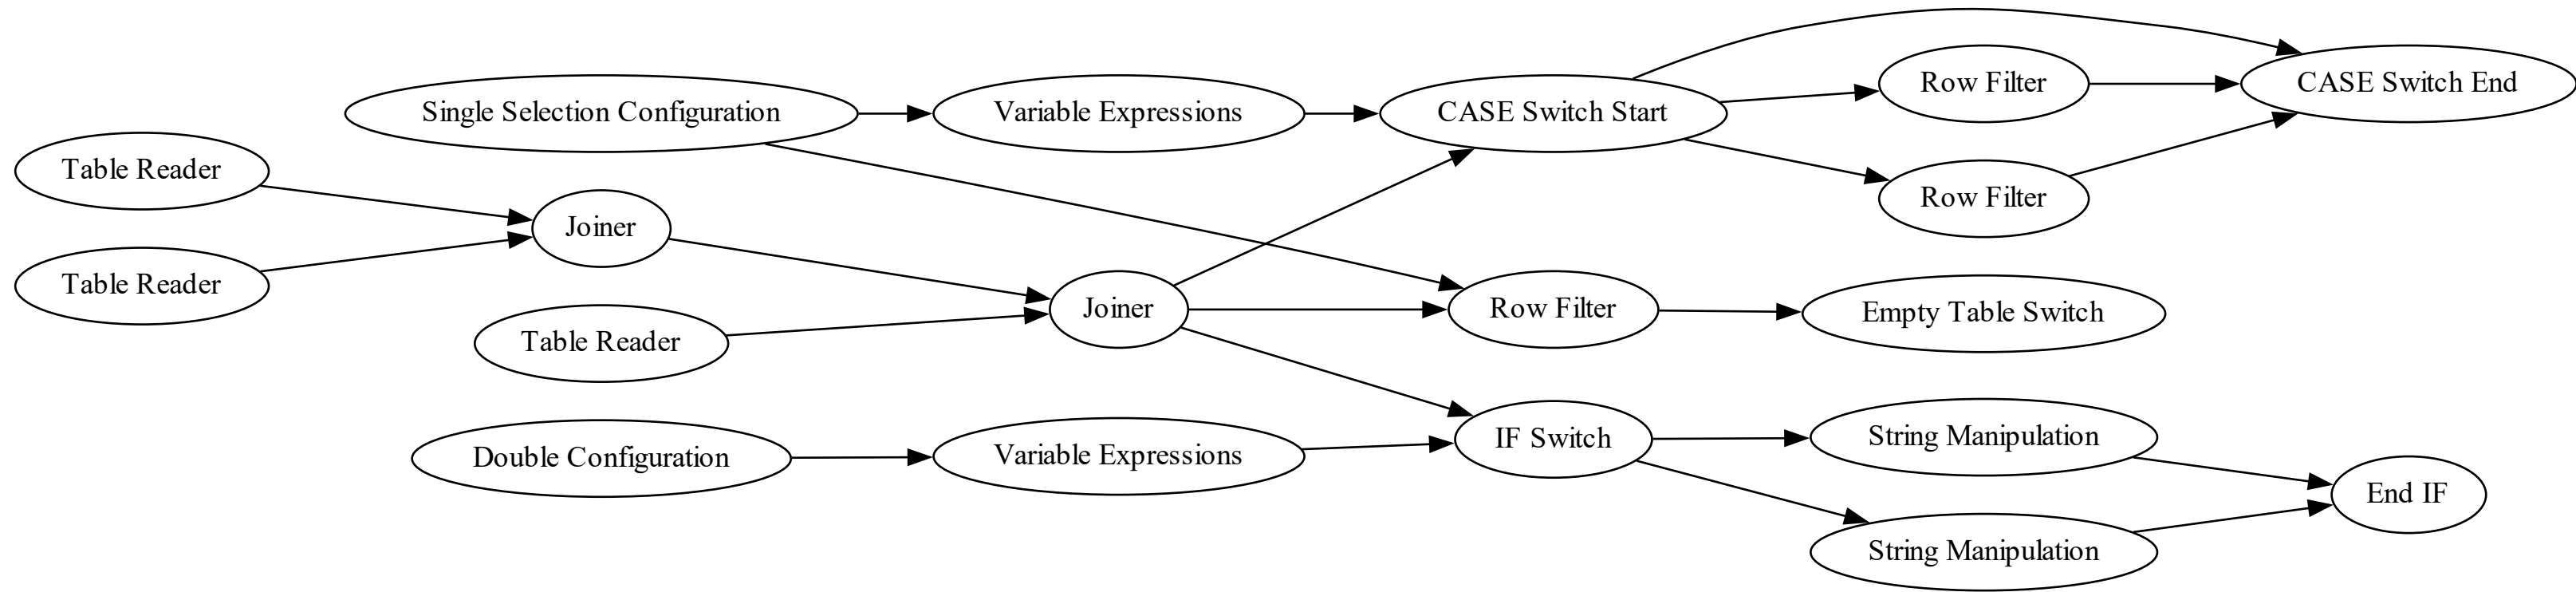 Table Reader
Table Reader
Single Selection Configuration
Joiner
Table Reader
Double Configuration
Variable Expressions
Joiner
Variable Expressions
CASE Switch Start
Row Filter
IF Switch
Row Filter
Row Filter
Empty Table Switch
String Manipulation
String Manipulation
CASE Switch End
End IF